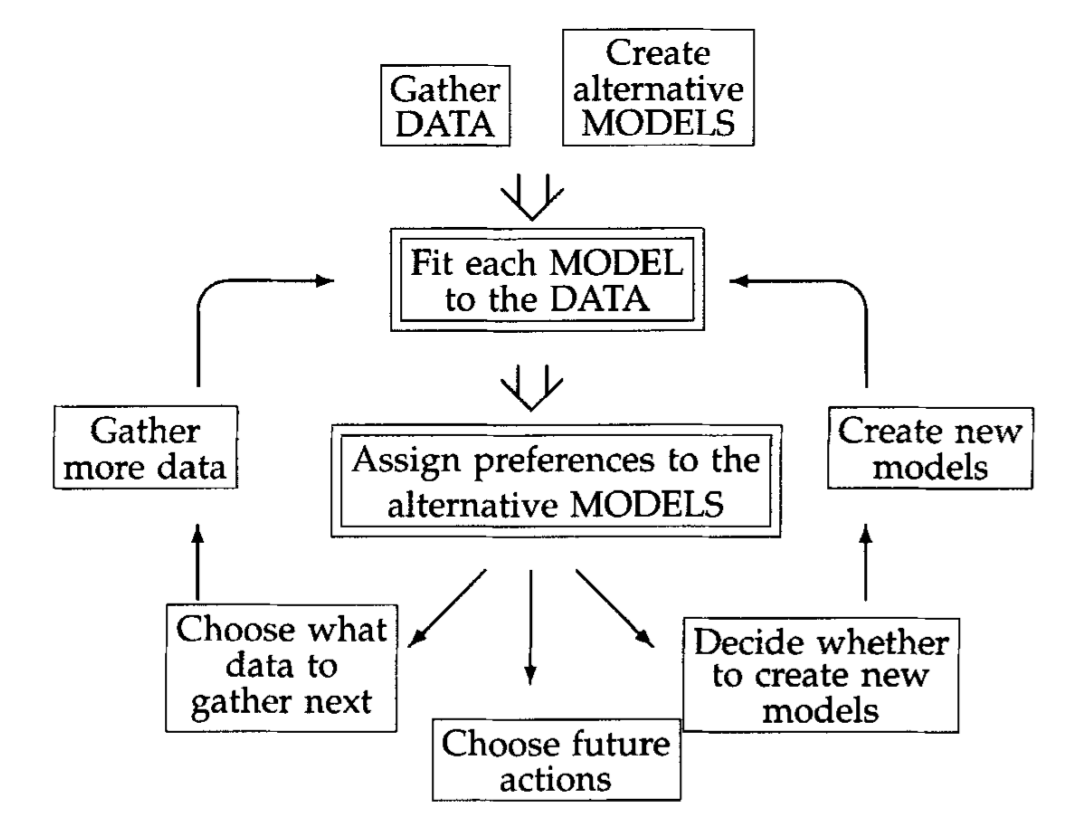 Gather
DATA
Create
alternative
MODELS
Fit each MODEL
to the DATA
Gather
more data
Assign preferences to the
alternative MODELS
Create new
models
Choose what
data to
gather next
Decide whether
to create new
models
Choose future
actions